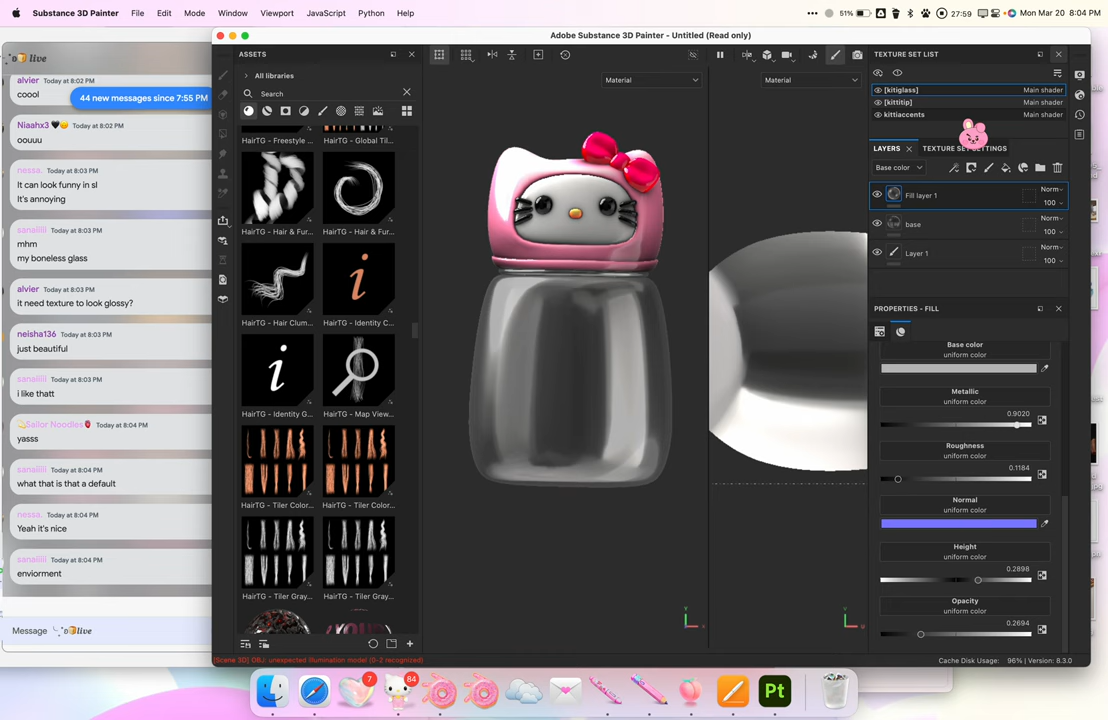 Substance 3D Painter File Edit Mode Window Viewport JavaScript Python Help
51% 27:59 Mon Mar 20 8:04 PM
live
alvier Today at 8:02 PM
coool
44 new messages since 7:55 PM
Niaahx3 Today at 8:02 PM
oouuu
nessa. Today at 8:03 PM
It can look funny in sl
It's annoying
sanaiiiii Today at 8:03 PM
mhm
my boneless glass
alvier Today at 8:03 PM
it need texture to look glossy?
neisha136 Today at 8:03 PM
just beautiful
sanaiiiii Today at 8:03 PM
i like thatt
Sailor Noodles Today at 8:04 PM
yasss
sanaiiiii Today at 8:04 PM
what that is that a default
nessa. Today at 8:04 PM
Yeah it's nice
sanaiiiii Today at 8:04 PM
enviorment
Message live
Adobe Substance 3D Painter - Untitled (Read only)
ASSETS
All libraries
Search
HairTG - Freestyle ... HairTG - Global Til...
HairTG - Hair & Fur... HairTG - Hair & Fur...
HairTG - Hair Clum... HairTG - Identity C...
HairTG - Identity G... HairTG - Map View...
HairTG - Tiler Color... HairTG - Tiler Color...
HairTG - Tiler Gray... HairTG - Tiler Gray...
Material
Material
Y
Y
[Scene 3D] OBJ: unexpected illumination model (0-2 recognized)
TEXTURE SET LIST
[kitiglass] Main shader
[kittitip] Main shader
kittiaccents Main shader
LAYERS TEXTURE SET SETTINGS
Base color
Fill layer 1 Norm 100
base Norm 100
Layer 1 Norm 100
PROPERTIES - FILL
Base color
uniform color
Metallic
uniform color
0.9020
Roughness
uniform color
0.1184
Normal
uniform color
Height
uniform color
0.2898
Opacity
uniform color
0.2694
Cache Disk Usage: 96% | Version: 8.3.0
7
84
Pt